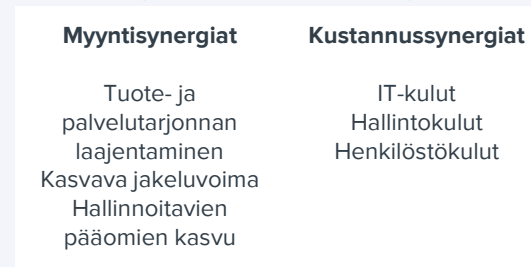 Myyntisynergiat
Tuote- ja
palvelutarjonnan
laajentaminen
Kasvava jakeluvoima
Hallinnoitavien
pääomien kasvu
Kustannussynergiat
IT-kulut
Hallintokulut
Henkilöstökulut